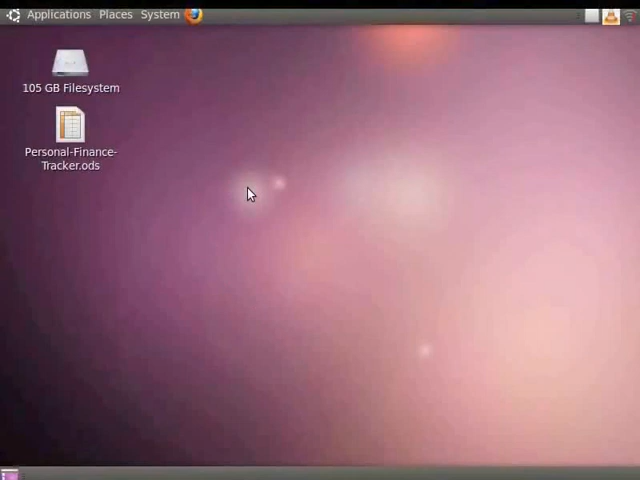 Applications Places System
105 GB Filesystem
Personal-Finance-
Tracker.ods